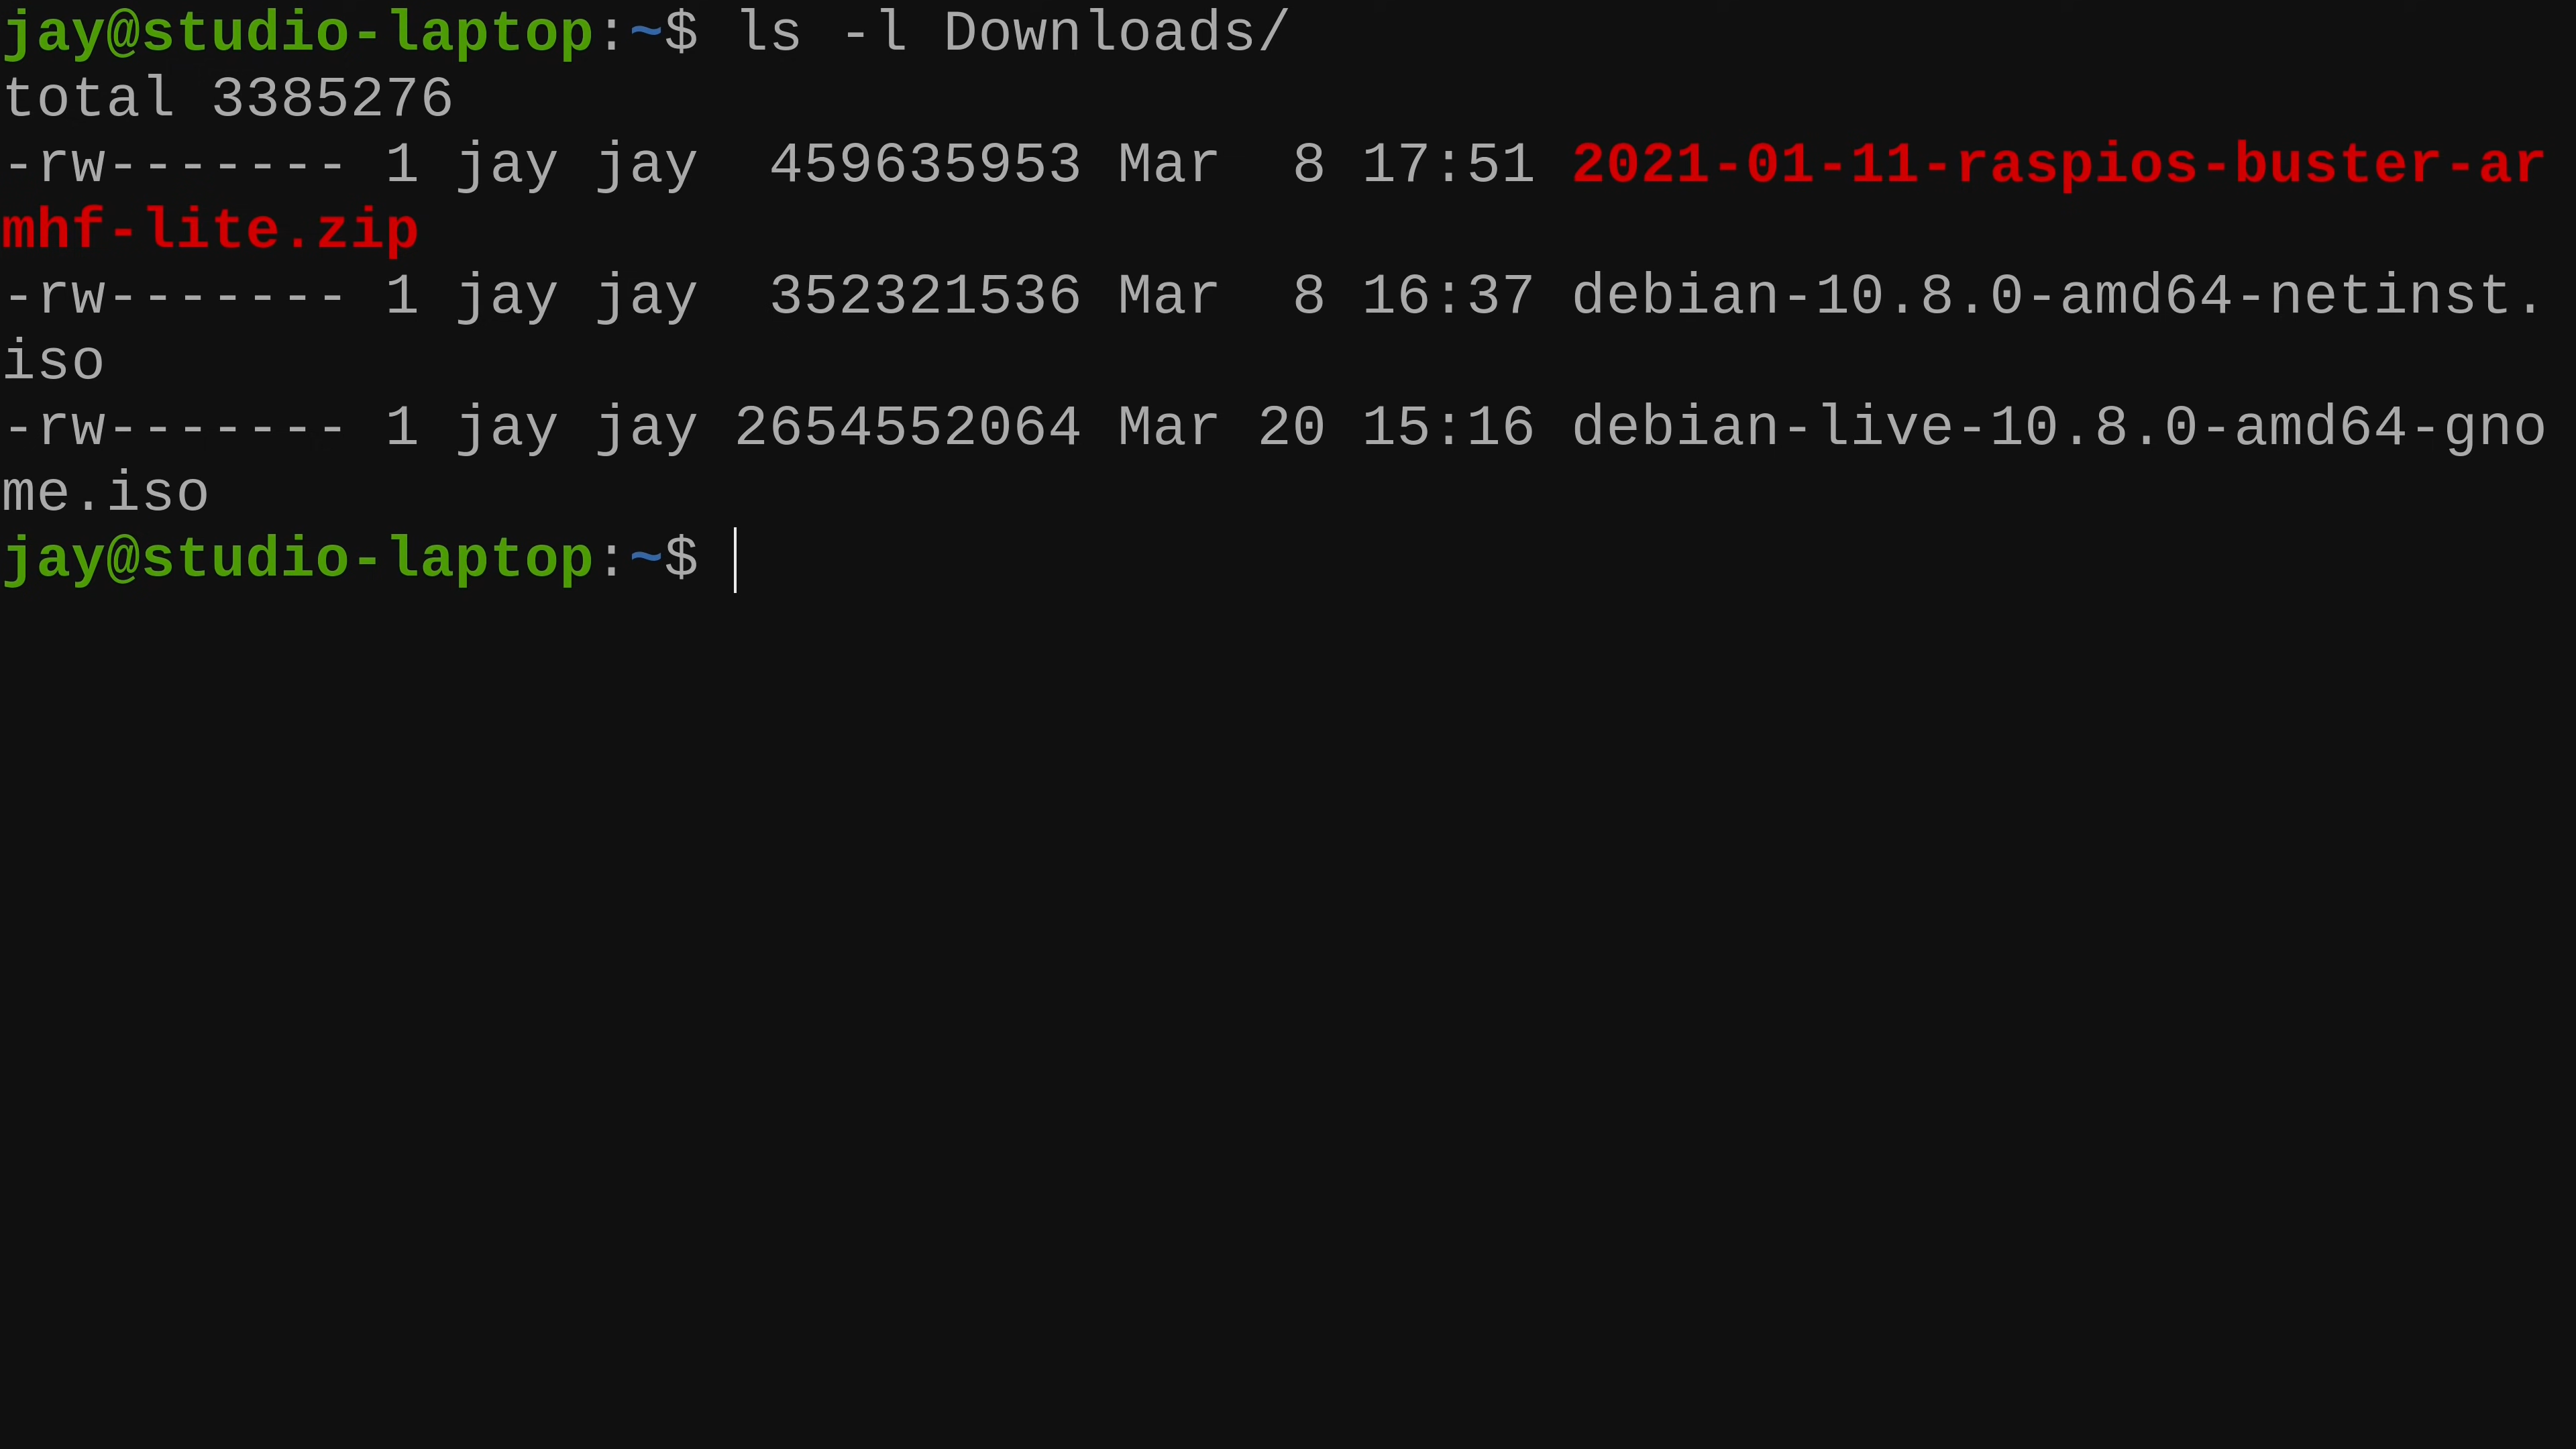 jay@studio-laptop:~$ ls -l Downloads/
total 3385276
-rw------- 1 jay jay  459635953 Mar  8 17:51 2021-01-11-raspios-buster-ar
mhf-lite.zip
-rw------- 1 jay jay  352321536 Mar  8 16:37 debian-10.8.0-amd64-netinst.
iso
-rw------- 1 jay jay 2654552064 Mar 20 15:16 debian-live-10.8.0-amd64-gno
me.iso
jay@studio-laptop:~$